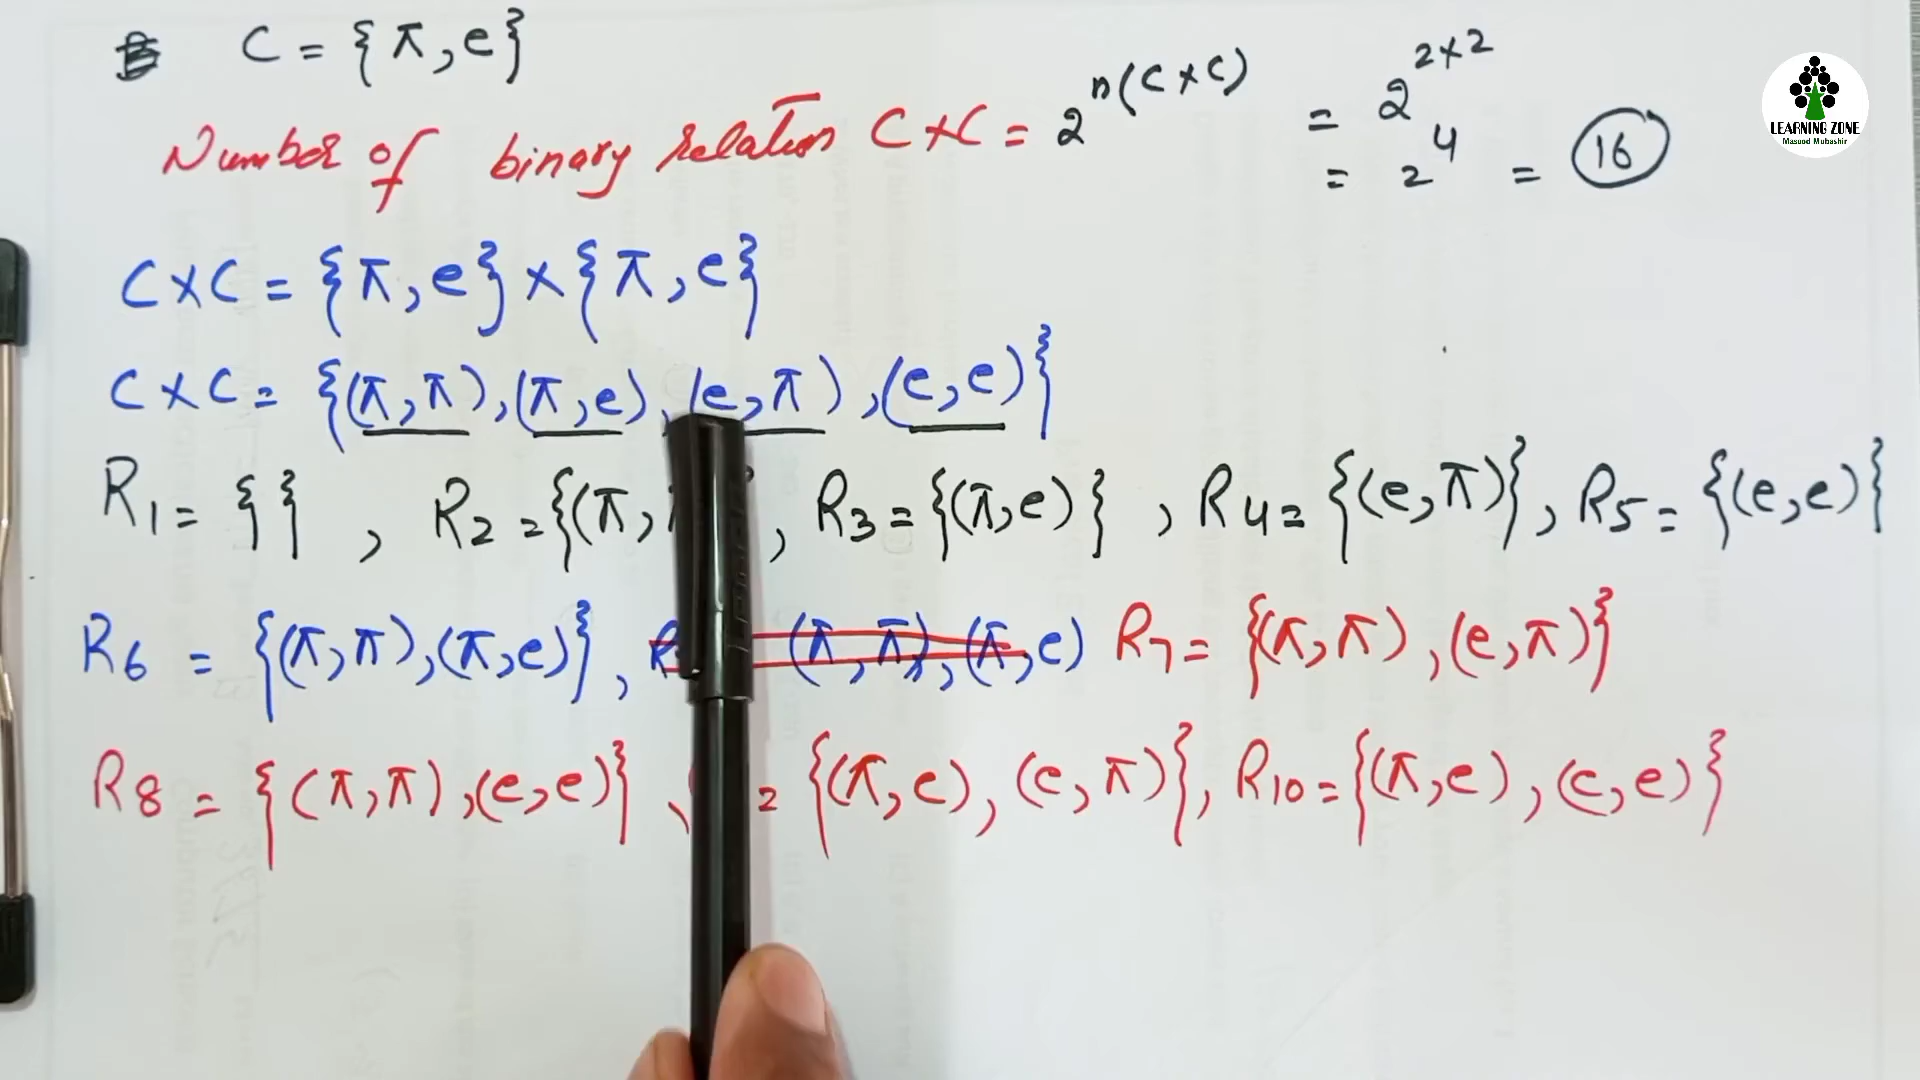 C = {π, e}
Number of binary relation C×C = 2^n(C×C) = 2^2×2
= 2^4 = 16
LEARNING ZONE
Masood Mubashir
C×C = {π, e} × {π, e}
C×C = {(π, π), (π, e), (e, π), (e, e)}
R1 = { }, R2 = {(π, , R3 = {(π, e)}, R4 = {(e, π)}, R5 = {(e, e)}
R6 = {(π, π), (π, e)}, R (π, π), (π, e) R7 = {(π, π), (e, π)}
R8 = {(π, π), (e, e)}, = {(π, e), (e, π)}, R10 = {(π, e), (e, e)}